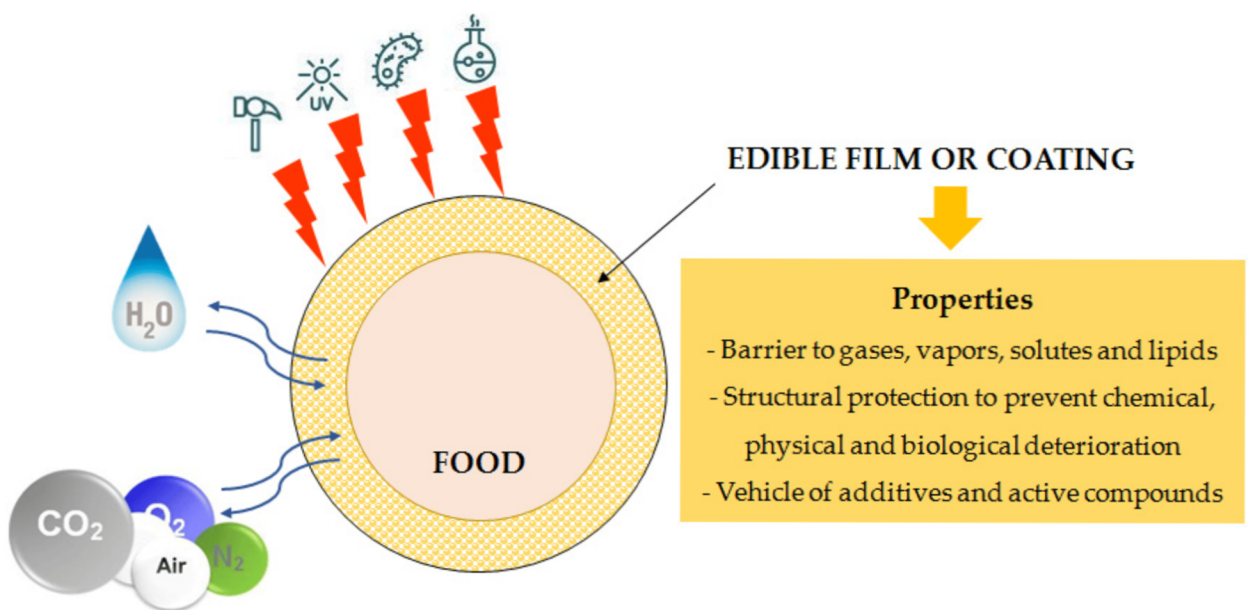 UV
EDIBLE FILM OR COATING
H₂O
Properties
- Barrier to gases, vapors, solutes and lipids
- Structural protection to prevent chemical,
physical and biological deterioration
- Vehicle of additives and active compounds
FOOD
CO₂
O₂
Air
N₂